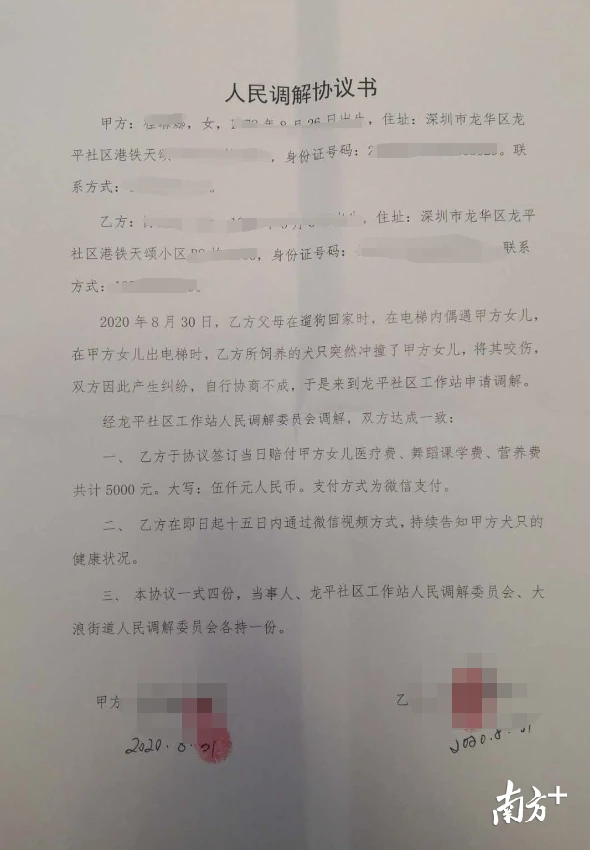 人民调解协议书
甲方：，女，年8月26日出生，住址：深圳市龙华区龙
平社区港铁天颂，身份证号码：。联
系方式：。
乙方：出生，住址：深圳市龙华区龙平
社区港铁天颂小区，身份证号码：联系
方式：。
2020年8月30日，乙方父母在遛狗回家时，在电梯内偶遇甲方女儿，
在甲方女儿出电梯时，乙方所饲养的犬只突然冲撞了甲方女儿，将其咬伤，
双方因此产生纠纷，自行协商不成，于是来到龙平社区工作站申请调解。
经龙平社区工作站人民调解委员会调解，双方达成一致：
一、 乙方于协议签订当日赔付甲方女儿医疗费、舞蹈课学费、营养费
共计5000元。大写：伍仟元人民币。支付方式为微信支付。
二、 乙方在即日起十五日内通过微信视频方式，持续告知甲方犬只的
健康状况。
三、 本协议一式四份，当事人、龙平社区工作站人民调解委员会、大
浪街道人民调解委员会各持一份。
甲方
乙
2020.8.31
2020.8.31
南方+